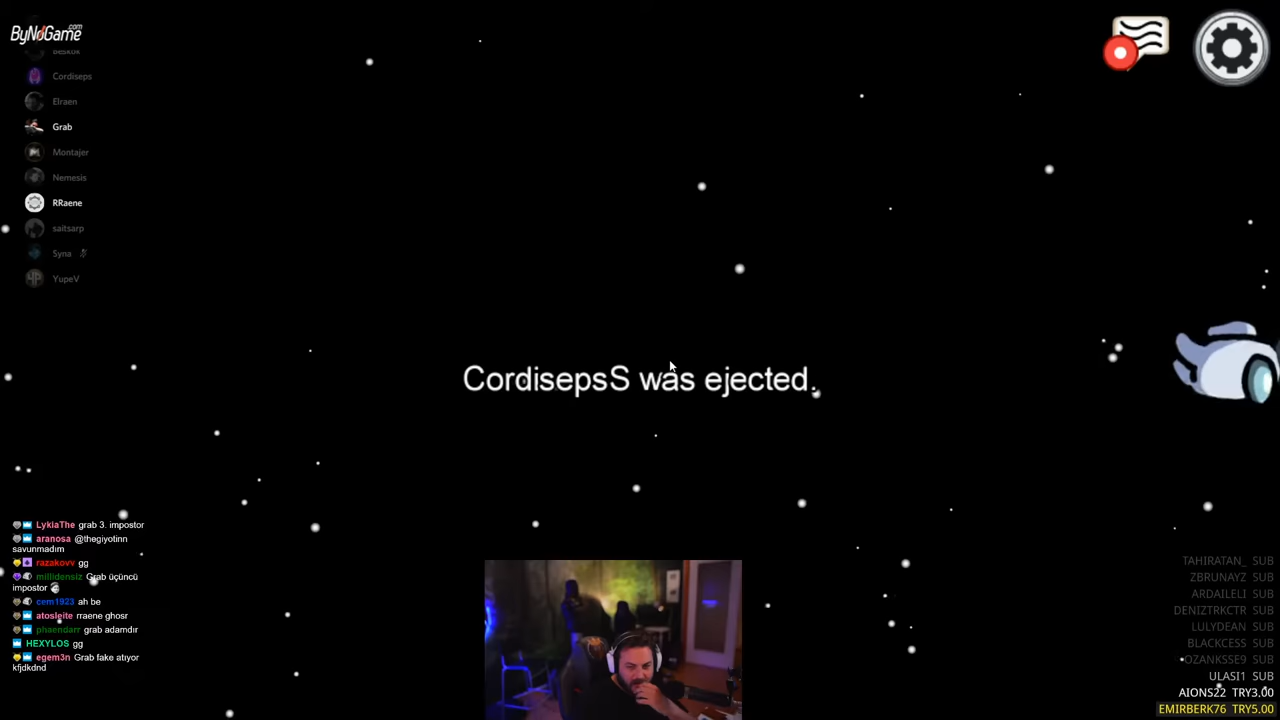 ByNoGame.com
Beskok
Cordiseps
Elraen
Grab
Montajer
Nemesis
RRaene
saitsarp
Syna
YupeV
CordisepsS was ejected.
LykiaThe grab 3. impostor
aranosa @thegiyotinn
savunmadım
razakovv gg
millidensiz Grab üçüncü
impostor
cem1923 ah be
atosleite rraene ghosr
phaendarr grab adamdır
HEXYLOS gg
egem3n Grab fake atıyor
kfjdkdnd
TAHIRATAN_ SUB
ZBRUNAYZ SUB
ARDAILELI SUB
DENIZTRKCTR SUB
LULYDEAN SUB
BLACKCESS SUB
OZANKSSE9 SUB
ULASI1 SUB
AIONS22 TRY3.00
EMIRBERK76 TRY5.00